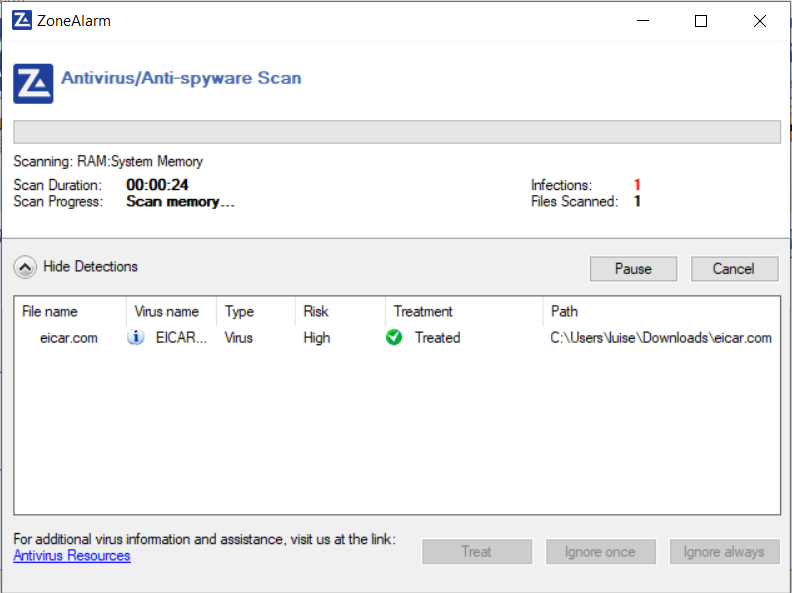 ZoneAlarm
Antivirus/Anti-spyware Scan
Scanning: RAM:System Memory
Scan Duration: 00:00:24 Infections: 1
Scan Progress: Scan memory... Files Scanned: 1
Hide Detections Pause Cancel
File name Virus name Type Risk Treatment Path
eicar.com EICAR... Virus High Treated C:\Users\luise\Downloads\eicar.com
For additional virus information and assistance, visit us at the link:
Antivirus Resources
Treat Ignore once Ignore always